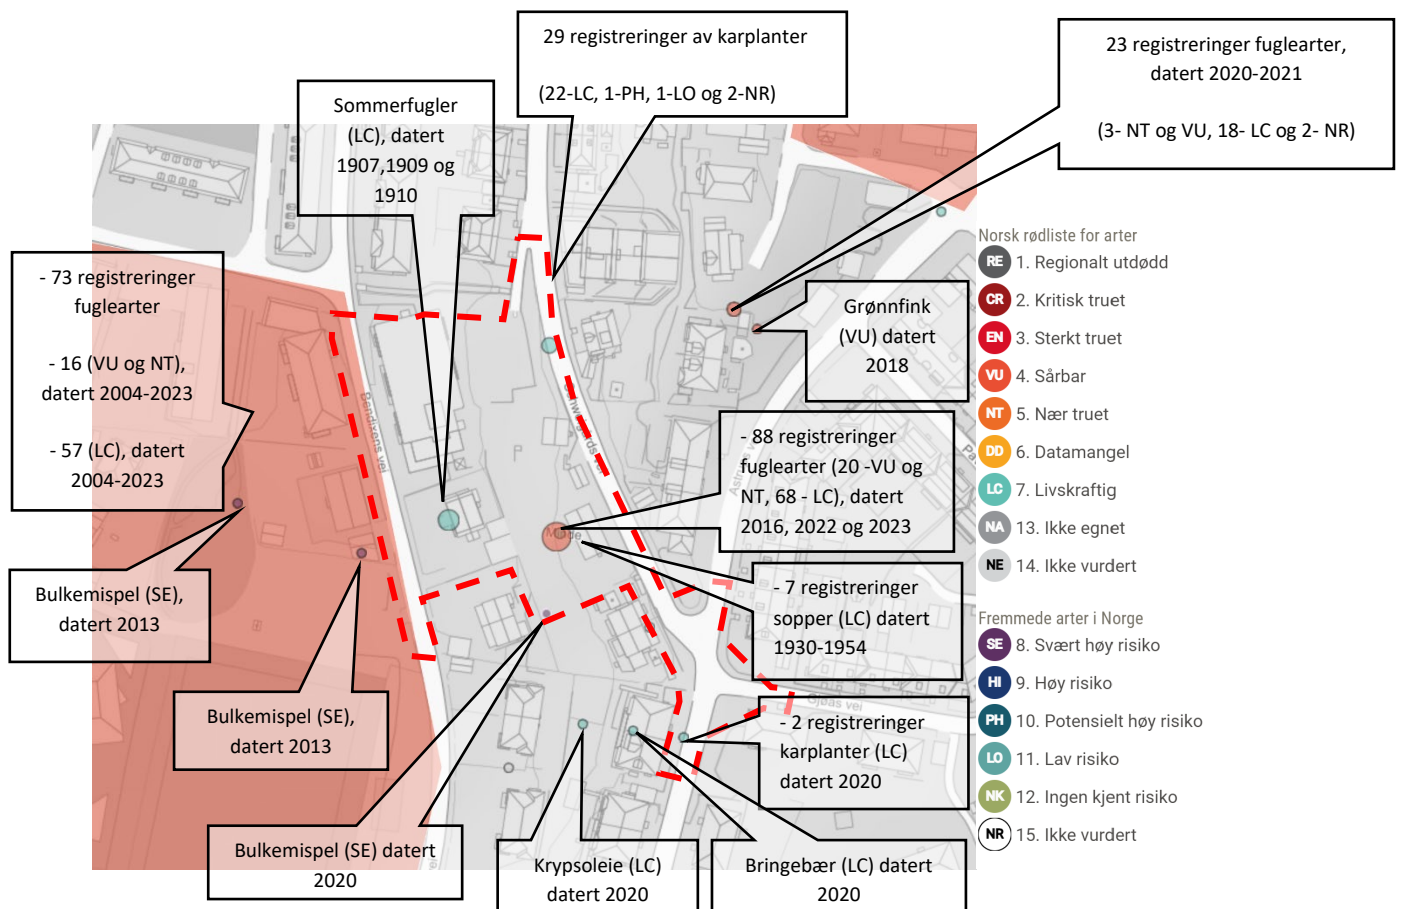 29 registreringer av karplanter
(22-LC, 1-PH, 1-LO og 2-NR)
23 registreringer fuglearter,
datert 2020-2021
(3- NT og VU, 18- LC og 2- NR)
Sommerfugler
(LC), datert
1907,1909 og
1910
- 73 registreringer
fuglearter
- 16 (VU og NT),
datert 2004-2023
- 57 (LC), datert
2004-2023
Grønnfink
(VU) datert
2018
- 88 registreringer
fuglearter (20 -VU og
NT, 68 - LC), datert
2016, 2022 og 2023
- 7 registreringer
sopper (LC) datert
1930-1954
- 2 registreringer
karplanter (LC)
datert 2020
Bulkemispel (SE),
datert 2013
Bulkemispel (SE),
datert 2013
Bulkemispel (SE) datert
2020
Krypsoleie (LC)
datert 2020
Bringebær (LC) datert
2020
Bendixens vei
Gjøas vei
Norsk rødliste for arter
RE 1. Regionalt utdødd
CR 2. Kritisk truet
EN 3. Sterkt truet
VU 4. Sårbar
NT 5. Nær truet
DD 6. Datamangel
LC 7. Livskraftig
NA 13. Ikke egnet
NE 14. Ikke vurdert
Fremmede arter i Norge
SE 8. Svært høy risiko
HI 9. Høy risiko
PH 10. Potensielt høy risiko
LO 11. Lav risiko
NK 12. Ingen kjent risiko
NR 15. Ikke vurdert